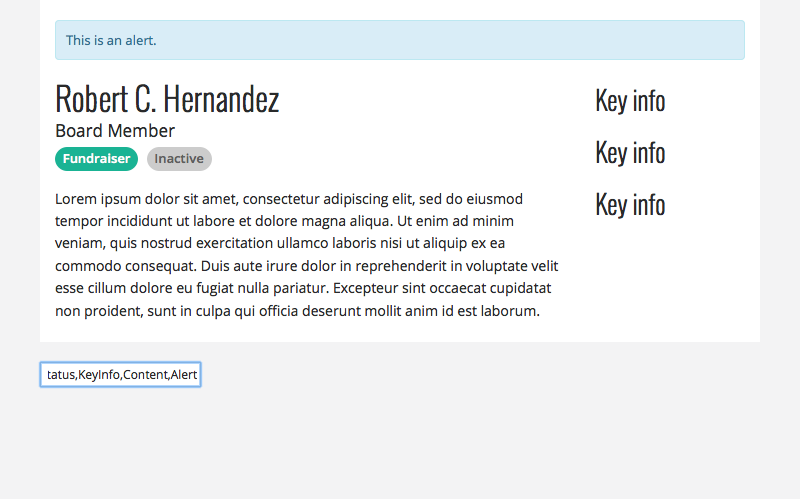 This is an alert.
Robert C. Hernandez
Board Member
Fundraiser Inactive
Lorem ipsum dolor sit amet, consectetur adipiscing elit, sed do eiusmod
tempor incididunt ut labore et dolore magna aliqua. Ut enim ad minim
veniam, quis nostrud exercitation ullamco laboris nisi ut aliquip ex ea
commodo consequat. Duis aute irure dolor in reprehenderit in voluptate velit
esse cillum dolore eu fugiat nulla pariatur. Excepteur sint occaecat cupidatat
non proident, sunt in culpa qui officia deserunt mollit anim id est laborum.
Key info
Key info
Key info
tatus,KeyInfo,Content,Alert